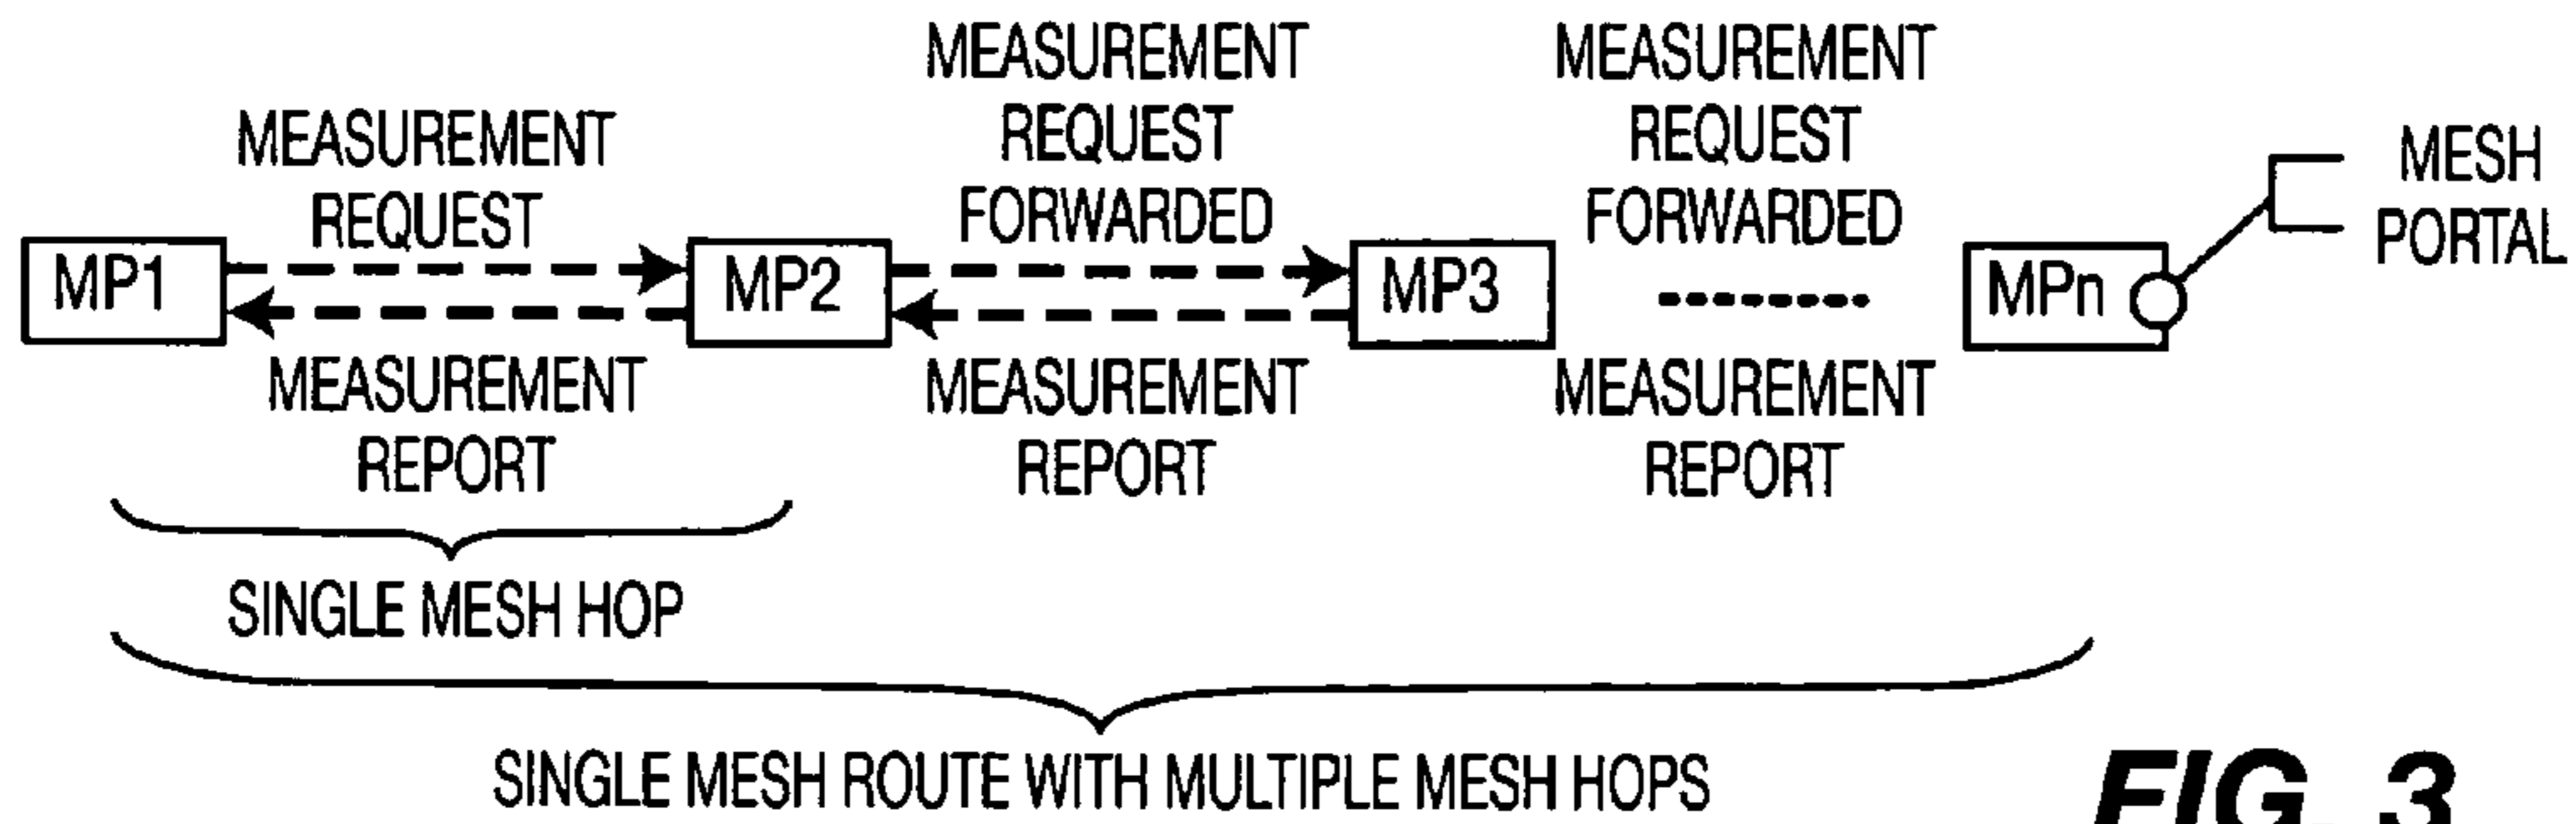 MEASUREMENT
REQUEST
MEASUREMENT
REQUEST
FORWARDED
MEASUREMENT
REQUEST
FORWARDED
MESH
PORTAL
MP1
MP2
MP3
MPn
MEASUREMENT
REPORT
MEASUREMENT
REPORT
MEASUREMENT
REPORT
SINGLE MESH HOP
SINGLE MESH ROUTE WITH MULTIPLE MESH HOPS
FIG. 3